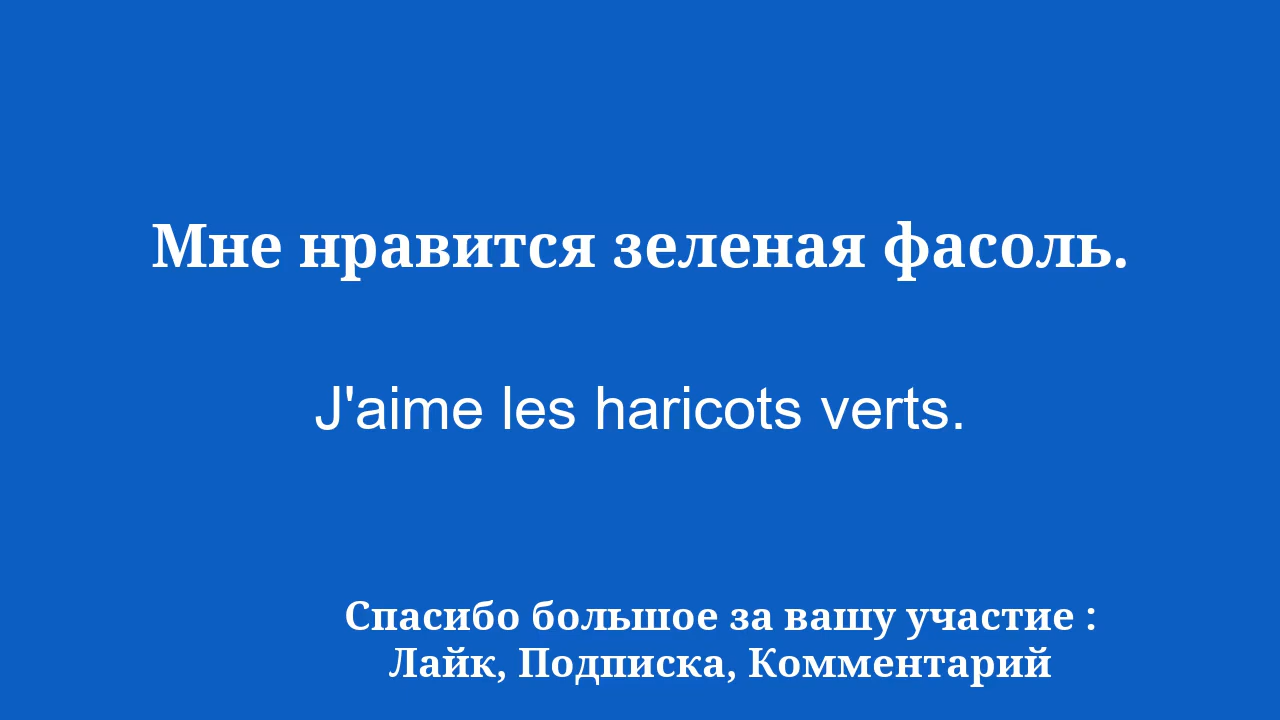 Мне нравится зеленая фасоль.
J'aime les haricots verts.
Спасибо большое за вашу участие :
Лайк, Подписка, Комментарий